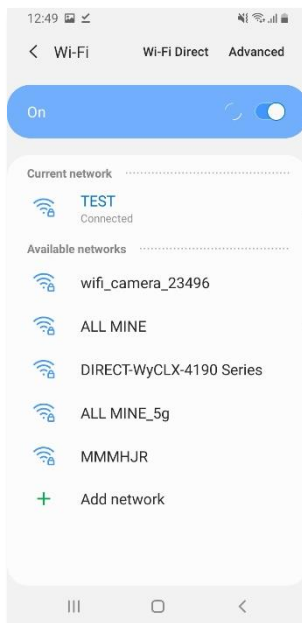 12:49
Wi-Fi Wi-Fi Direct Advanced
On
Current network
TEST
Connected
Available networks
wifi_camera_23496
ALL MINE
DIRECT-WyCLX-4190 Series
ALL MINE_5g
MMMHJR
Add network